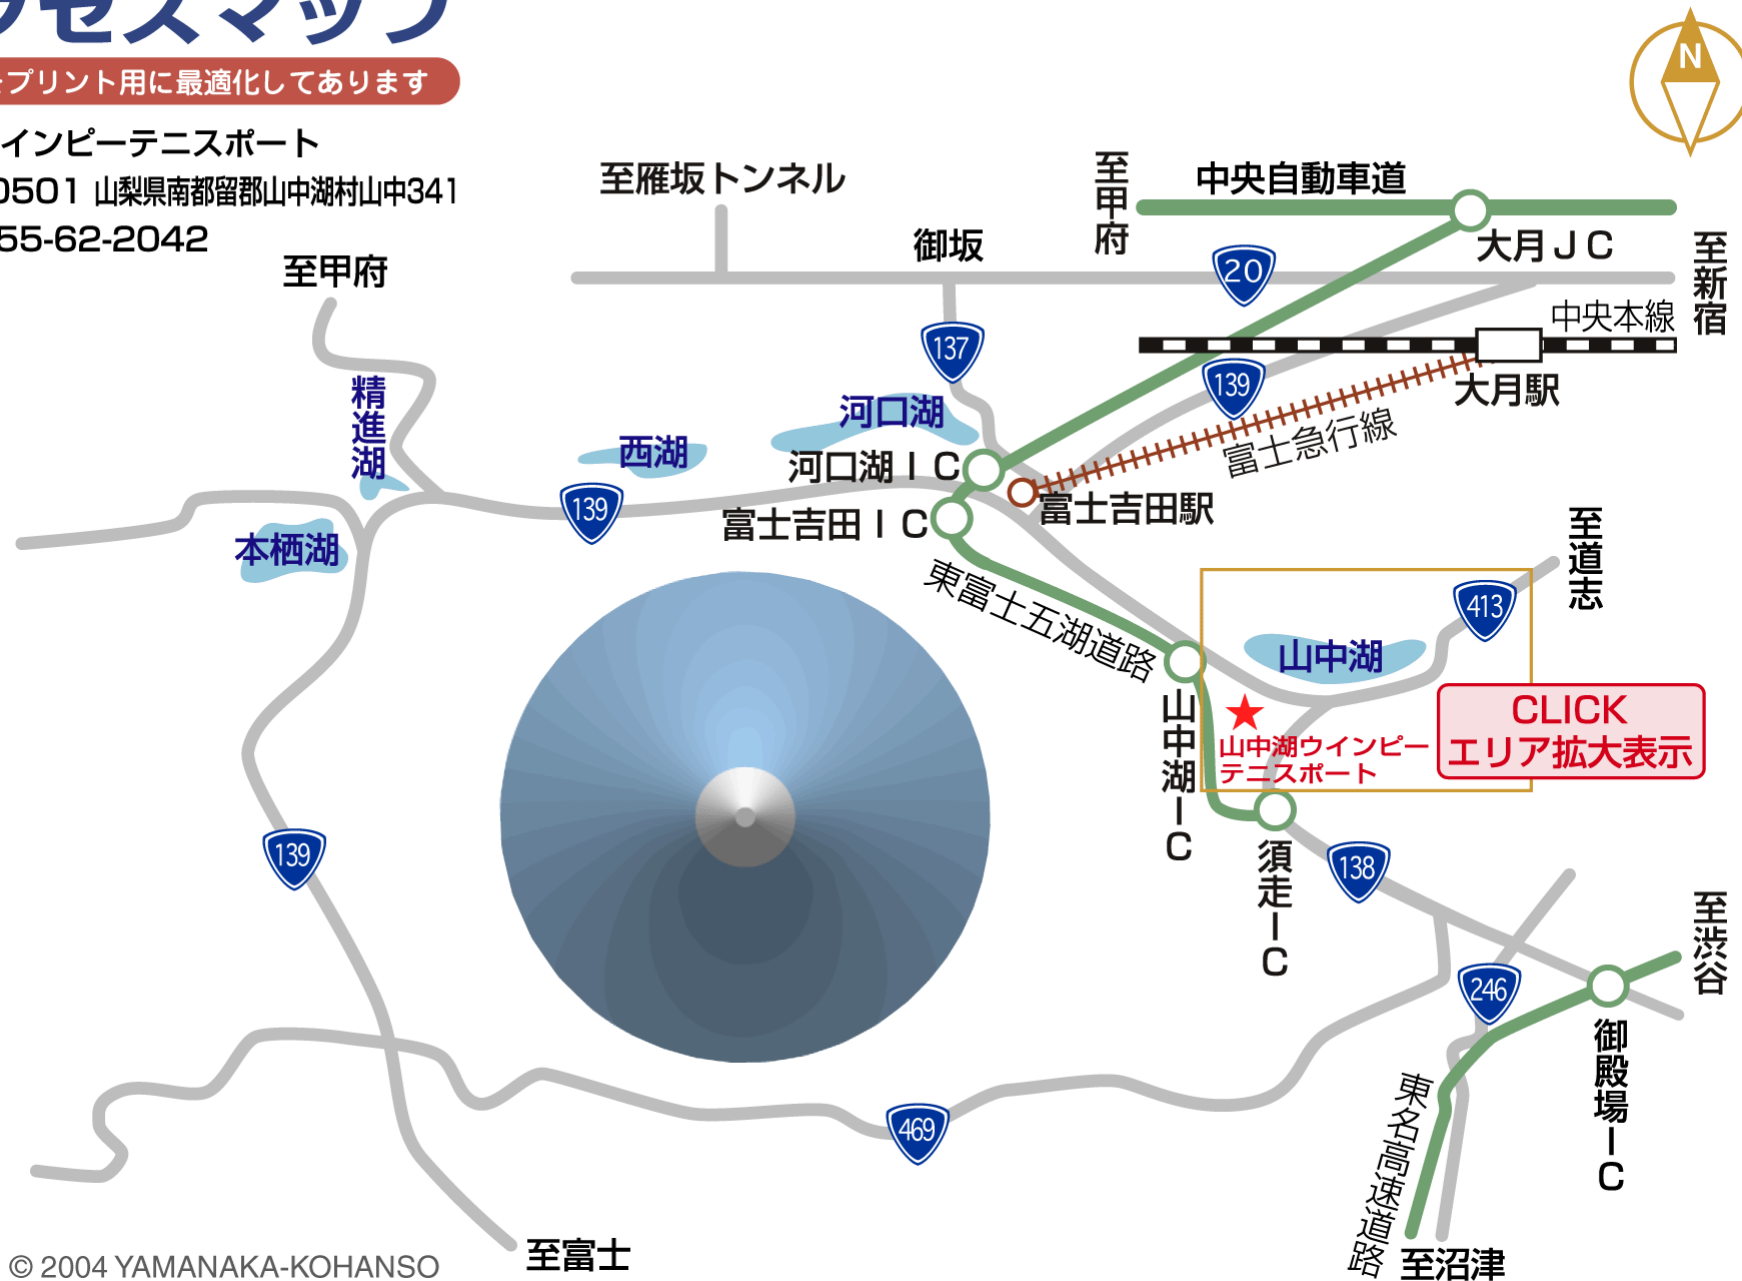 クセスマップ
をプリント用に最適化してあります
インピーテニスポート
0501 山梨県南都留郡山中湖村山中341
55-62-2042
N
至甲府
至雁坂トンネル
御坂
至甲府
中央自動車道
大月JC
至新宿
20
中央本線
137
139
大月駅
富士急行線
精進湖
西湖
河口湖
河口湖IC
富士吉田駅
139
富士吉田IC
本栖湖
東富士五湖道路
至道志
413
山中湖
山中湖IC
山中湖ウインピー
テニスポート
CLICK
エリア拡大表示
139
須走IC
138
至渋谷
246
御殿場IC
469
東名高速道路
至富士
至沼津
© 2004 YAMANAKA-KOHANSO